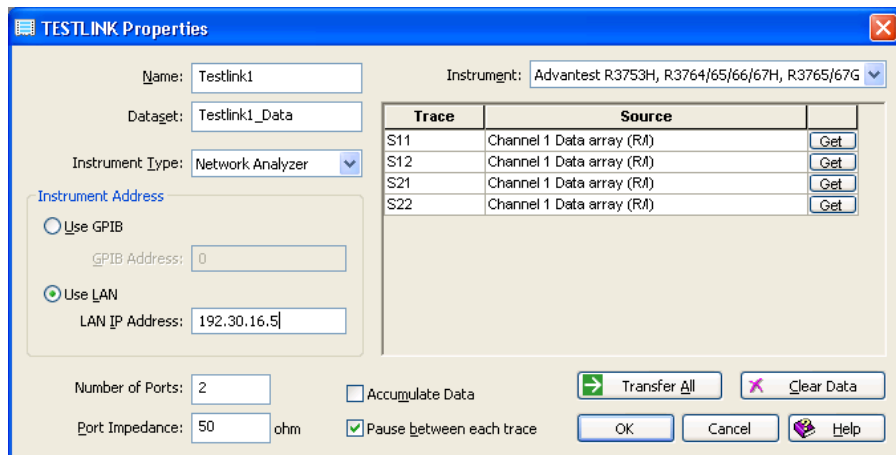 TESTLINK Properties
Name: Testlink1
Instrument: Advantest R3753H, R3764/65/66/67H, R3765/67G
Dataset: Testlink1_Data
Instrument Type: Network Analyzer
Trace Source
S11 Channel 1 Data array (R/I) Get
S12 Channel 1 Data array (R/I) Get
S21 Channel 1 Data array (R/I) Get
S22 Channel 1 Data array (R/I) Get
Instrument Address
Use GPIB
GPIB Address: 0
Use LAN
LAN IP Address: 192.30.16.5
Number of Ports: 2
Port Impedance: 50 ohm
Accumulate Data
Pause between each trace
Transfer All
Clear Data
OK
Cancel
Help